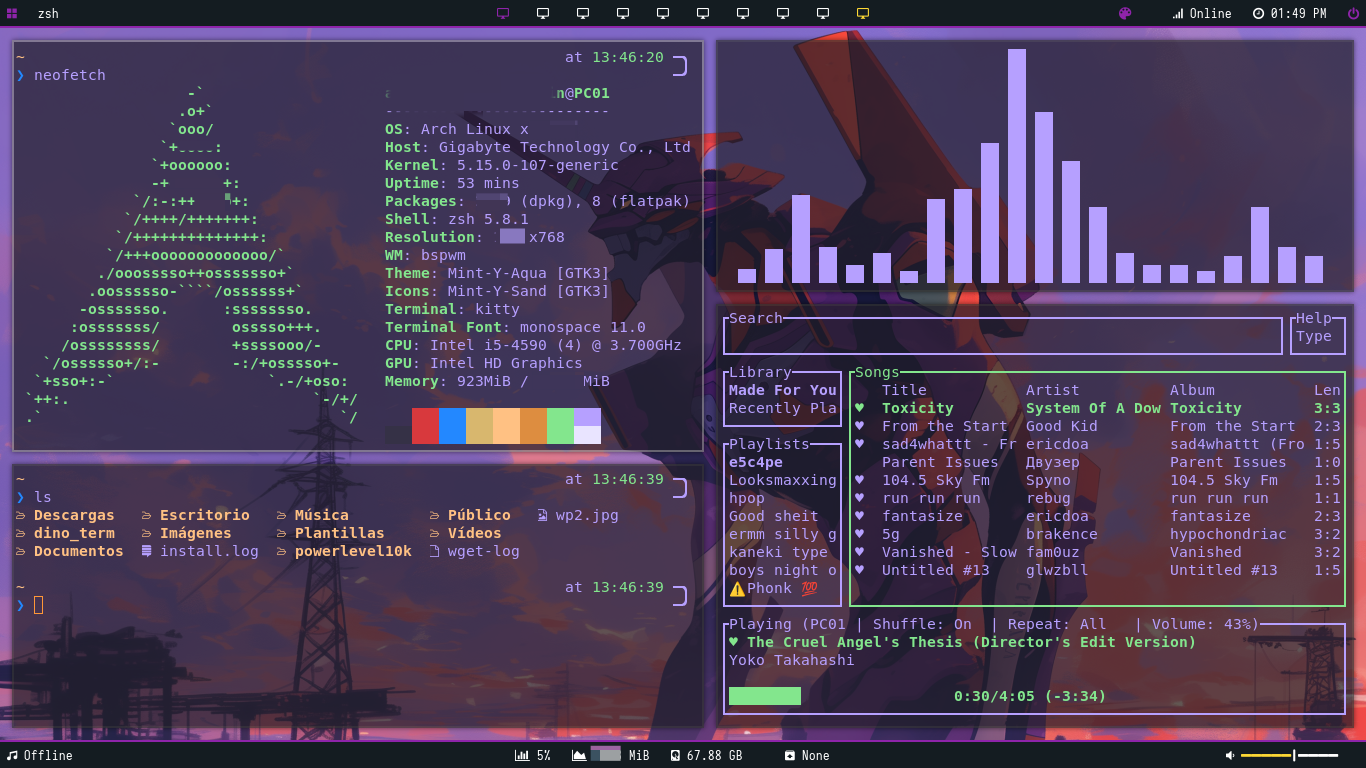 zsh
Online 01:49 PM
~ at 13:46:20
❯ neofetch
n@PC01
-------------------------
OS: Arch Linux x
Host: Gigabyte Technology Co., Ltd
Kernel: 5.15.0-107-generic
Uptime: 53 mins
Packages: (dpkg), 8 (flatpak)
Shell: zsh 5.8.1
Resolution: x768
WM: bspwm
Theme: Mint-Y-Aqua [GTK3]
Icons: Mint-Y-Sand [GTK3]
Terminal: kitty
Terminal Font: monospace 11.0
CPU: Intel i5-4590 (4) @ 3.700GHz
GPU: Intel HD Graphics
Memory: 923MiB / MiB
~ at 13:46:39
❯ ls
Descargas Escritorio Música Público wp2.jpg
dino_term Imágenes Plantillas Vídeos
Documentos install.log powerlevel10k wget-log
~ at 13:46:39
❯
Search
Help
Type
Library
Made For You
Recently Pla
Playlists
e5c4pe
Looksmaxxing
hpop
Good sheit
ermm silly g
kaneki type
boys night o
⚠️Phonk 💯
Songs
Title Artist Album Len
♥ Toxicity System Of A Dow Toxicity 3:3
♥ From the Start Good Kid From the Start 2:3
♥ sad4whattt - Fr ericdoa sad4whattt (Fro 1:5
Parent Issues Двузер Parent Issues 1:0
♥ 104.5 Sky Fm Spyno 104.5 Sky Fm 1:5
♥ run run run rebug run run run 1:1
♥ fantasize ericdoa fantasize 2:3
♥ 5g brakence hypochondriac 3:2
♥ Vanished - Slow fam0uz Vanished 3:2
♥ Untitled #13 glwzbll Untitled #13 1:5
Playing (PC01 | Shuffle: On | Repeat: All | Volume: 43%)
♥ The Cruel Angel's Thesis (Director's Edit Version)
Yoko Takahashi
0:30/4:05 (-3:34)
Offline 5% MiB 67.88 GB None